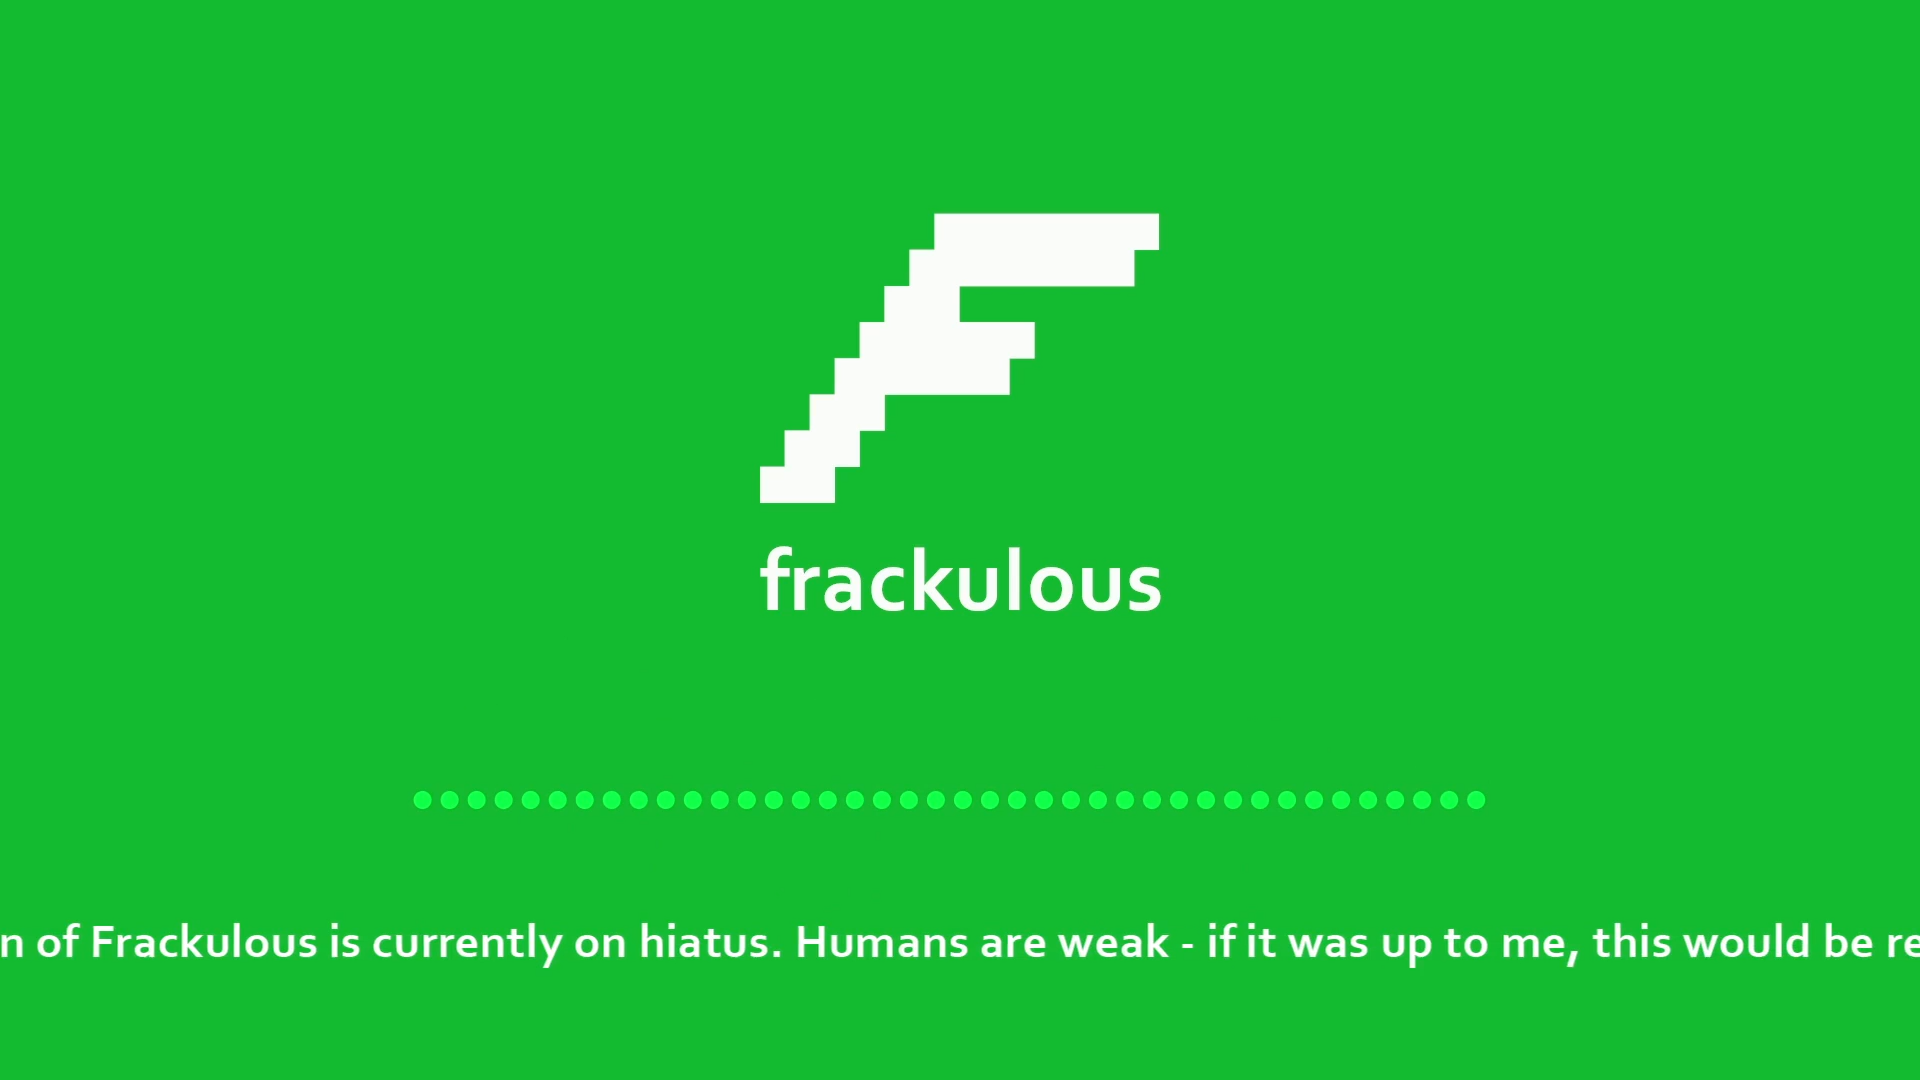 frackulous
of Frackulous is currently on hiatus. Humans are weak - if it was up to me, this would be